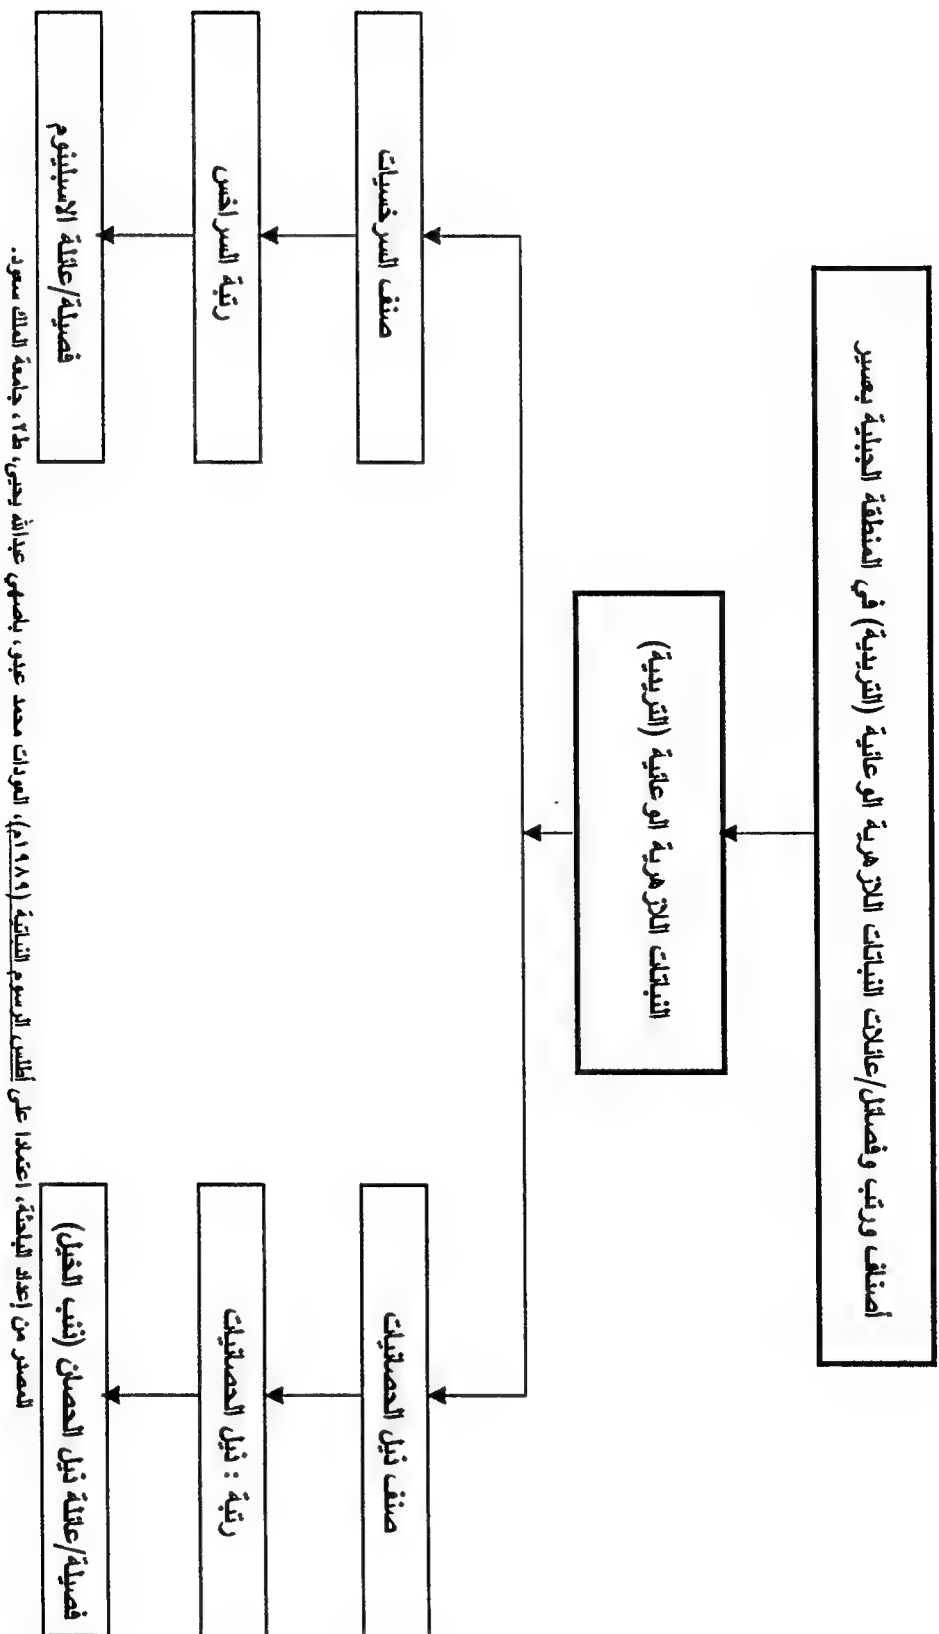 أصناف ورتب وفصائل/عائلات النباتات اللازهرية الوعائية (التريدية) في المنطقة الجبلية بعسير
النباتات اللازهرية الوعائية (التريدية)
صنف ذيل الحصانيات
صنف السرخسيات
رتبة : ذيل الحصانيات
رتبة السراخس
فصيلة/عائلة ذيل الحصان (ذنب الخيل)
فصيلة/عائلة الاسبلينوم
المصدر من إعداد الباحثة، اعتمادا على أطلس الرسوم النباتية (١٩٨٩م)، العودات محمد عبدو، باصهي عبدالله يحيى، ط٢، جامعة الملك سعود.